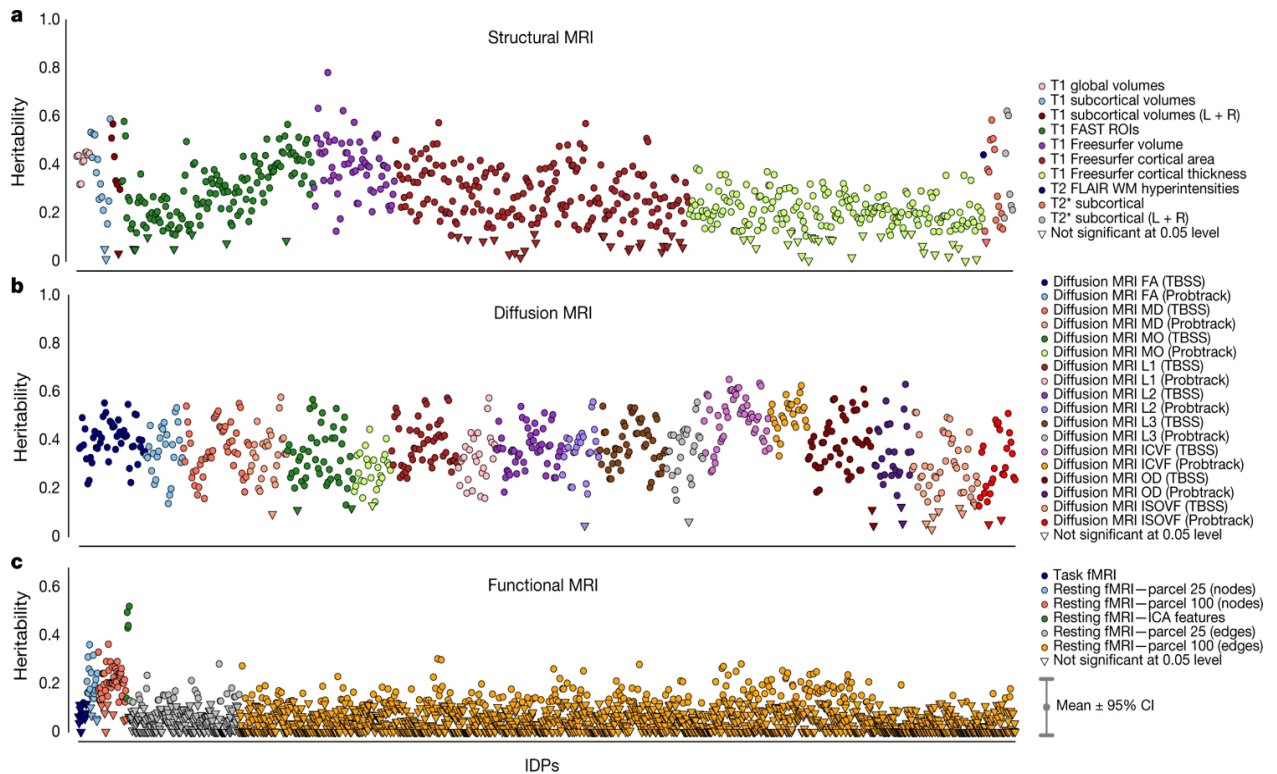 a
1.0
0.8
0.6
0.4
0.2
0
Heritability
Structural MRI
T1 global volumes
T1 subcortical volumes
T1 subcortical volumes (L + R)
T1 FAST ROIs
T1 Freesurfer volume
T1 Freesurfer cortical area
T1 Freesurfer cortical thickness
T2 FLAIR WM hyperintensities
T2* subcortical
T2* subcortical (L + R)
Not significant at 0.05 level
b
1.0
0.8
0.6
0.4
0.2
0
Heritability
Diffusion MRI
Diffusion MRI FA (TBSS)
Diffusion MRI FA (Probtrack)
Diffusion MRI MD (TBSS)
Diffusion MRI MD (Probtrack)
Diffusion MRI MO (TBSS)
Diffusion MRI MO (Probtrack)
Diffusion MRI L1 (TBSS)
Diffusion MRI L1 (Probtrack)
Diffusion MRI L2 (TBSS)
Diffusion MRI L2 (Probtrack)
Diffusion MRI L3 (TBSS)
Diffusion MRI L3 (Probtrack)
Diffusion MRI ICVF (TBSS)
Diffusion MRI ICVF (Probtrack)
Diffusion MRI OD (TBSS)
Diffusion MRI OD (Probtrack)
Diffusion MRI ISOVF (TBSS)
Diffusion MRI ISOVF (Probtrack)
Not significant at 0.05 level
c
0.6
0.4
0.2
0
Heritability
Functional MRI
Task fMRI
Resting fMRI—parcel 25 (nodes)
Resting fMRI—parcel 100 (nodes)
Resting fMRI—ICA features
Resting fMRI—parcel 25 (edges)
Resting fMRI—parcel 100 (edges)
Not significant at 0.05 level
Mean ± 95% CI
IDPs